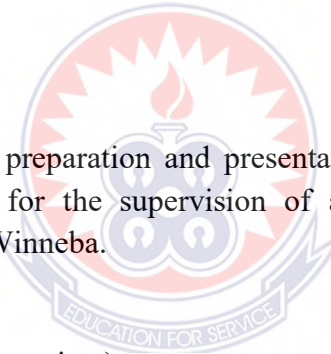 preparation and presenta
for the supervision of a
Winneba.
EDUCATION FOR SERVICE